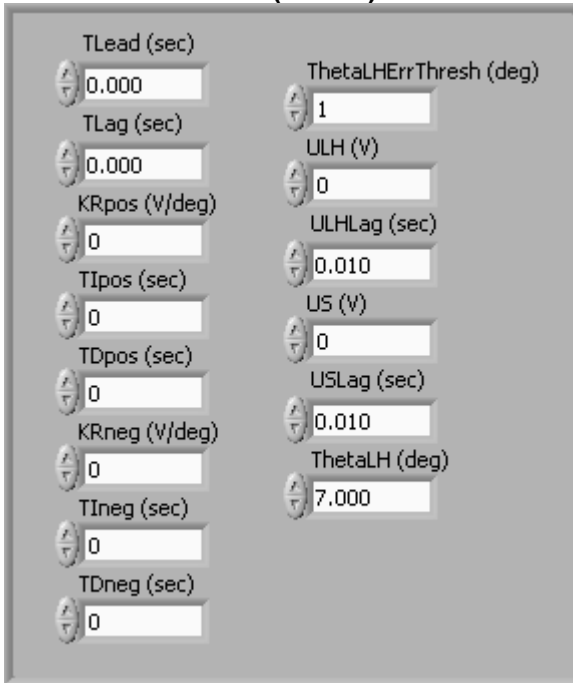 TLead (sec)
0.000
TLag (sec)
0.000
KRpos (V/deg)
0
TIpos (sec)
0
TDpos (sec)
0
KRneg (V/deg)
0
TIneg (sec)
0
TDneg (sec)
0
ThetaLHErrThresh (deg)
1
ULH (V)
0
ULHLag (sec)
0.010
US (V)
0
USLag (sec)
0.010
ThetaLH (deg)
7.000